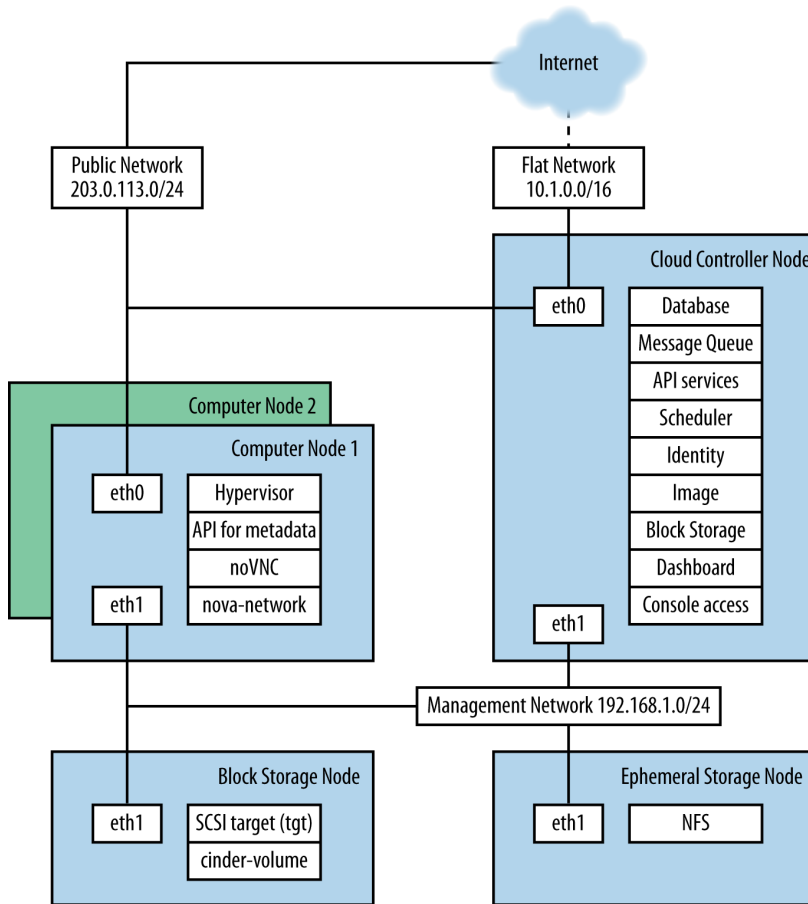 Internet
Public Network
203.0.113.0/24
Flat Network
10.1.0.0/16
Cloud Controller Node
eth0
Database
Message Queue
API services
Scheduler
Identity
Image
Block Storage
Dashboard
Console access
eth1
Computer Node 2
Computer Node 1
eth0
Hypervisor
API for metadata
noVNC
nova-network
eth1
Management Network 192.168.1.0/24
Block Storage Node
eth1
SCSI target (tgt)
cinder-volume
Ephemeral Storage Node
eth1
NFS